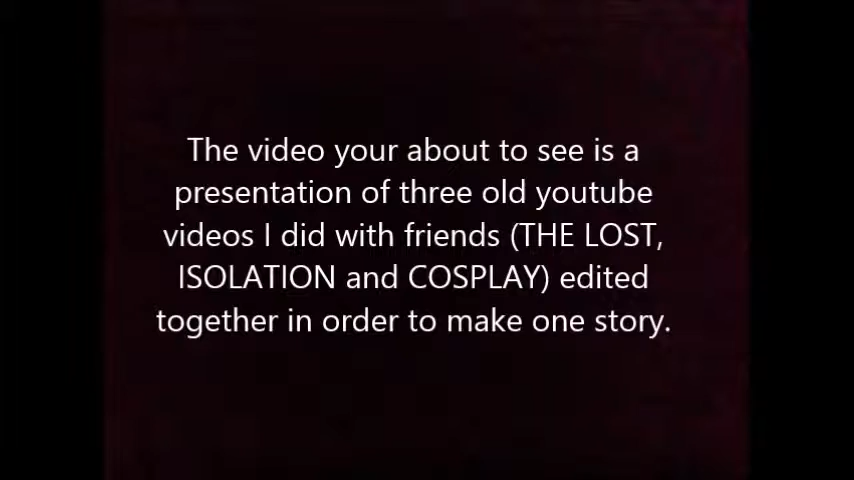 The video your about to see is a
presentation of three old youtube
videos I did with friends (THE LOST,
ISOLATION and COSPLAY) edited
together in order to make one story.